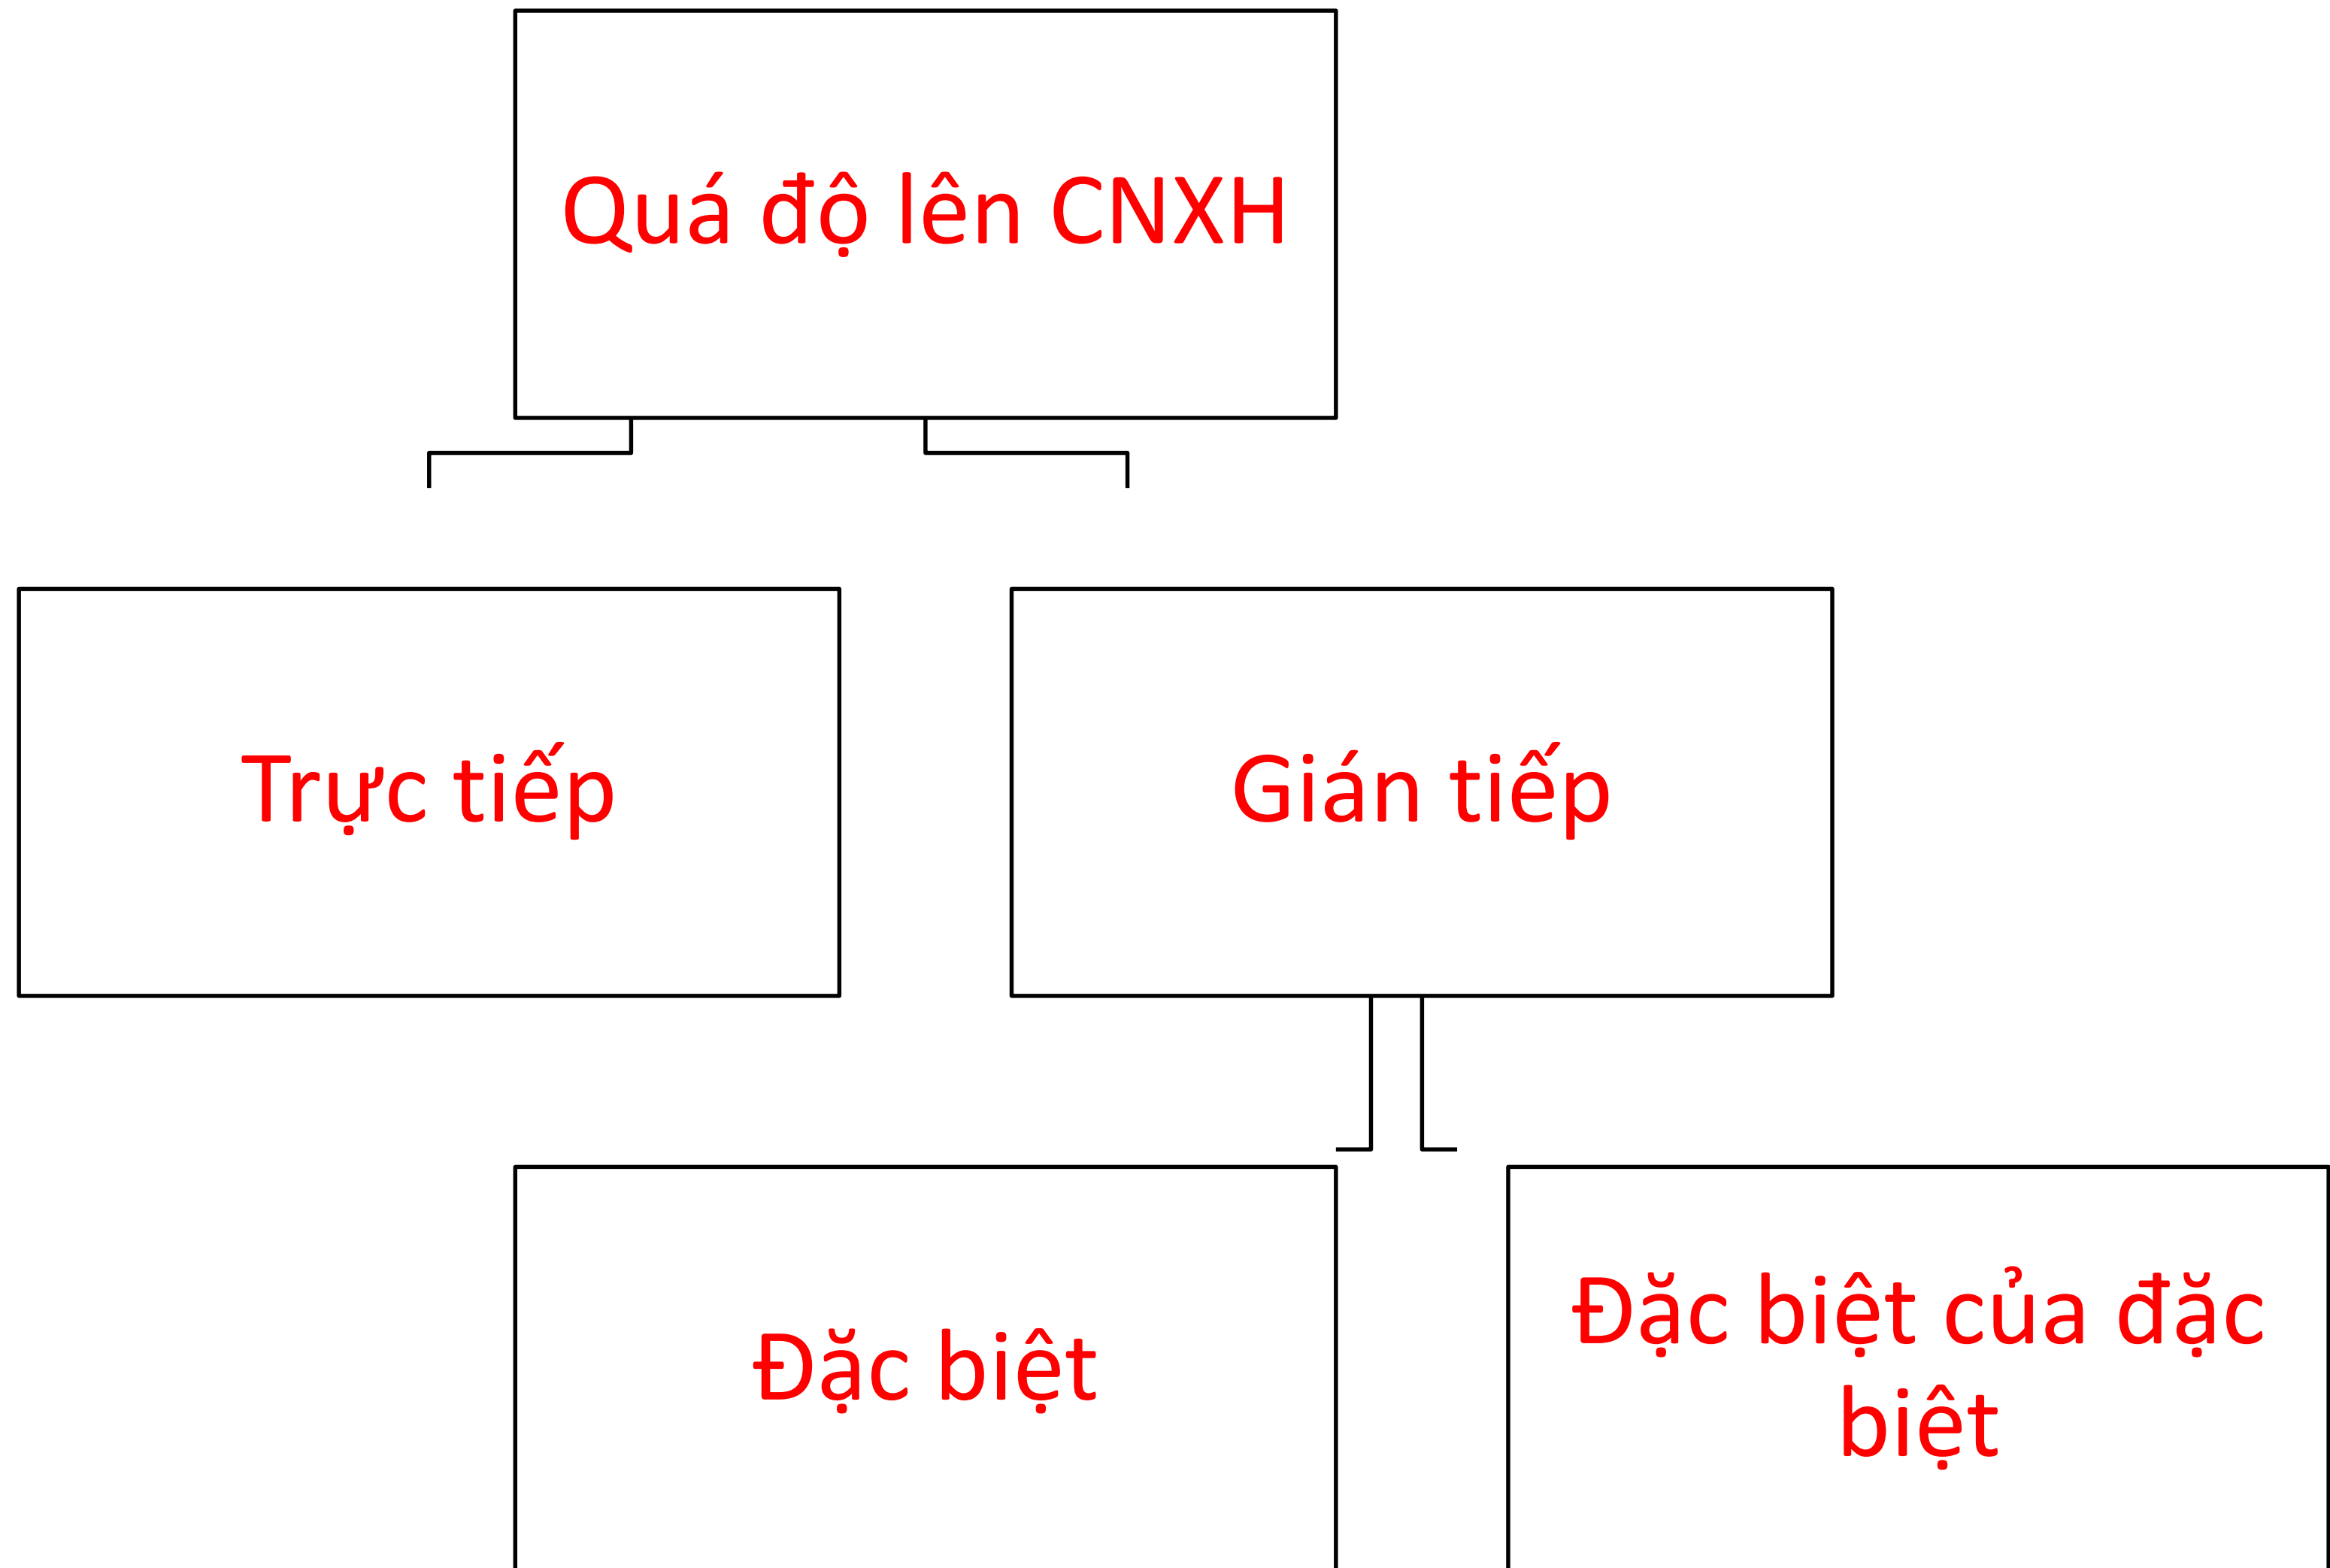 Quá độ lên CNXH
Trực tiếp
Gián tiếp
Đặc biệt
Đặc biệt của đặc
biệt